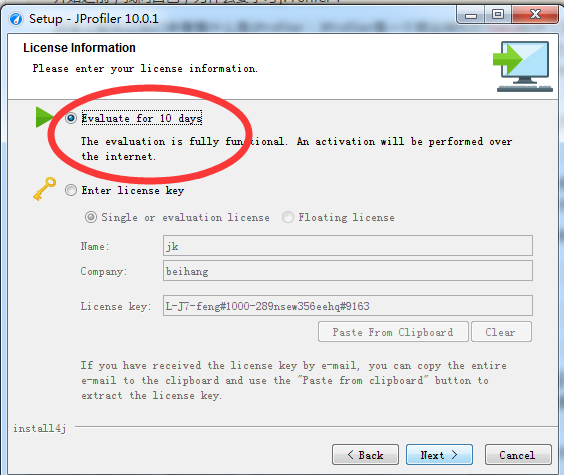 Setup - JProfiler 10.0.1
License Information
Please enter your license information.
Evaluate for 10 days
The evaluation is fully functional. An activation will be performed over
the internet.
Enter license key
Single or evaluation license
Floating license
Name:
jk
Company:
beihang
License key:
L-J7-feng#1000-289nsew356eehq#9163
Paste From Clipboard
Clear
If you have received the license key by e-mail, you can copy the entire
e-mail to the clipboard and use the "Paste from clipboard" button to
extract the license key.
install4j
< Back
Next >
Cancel